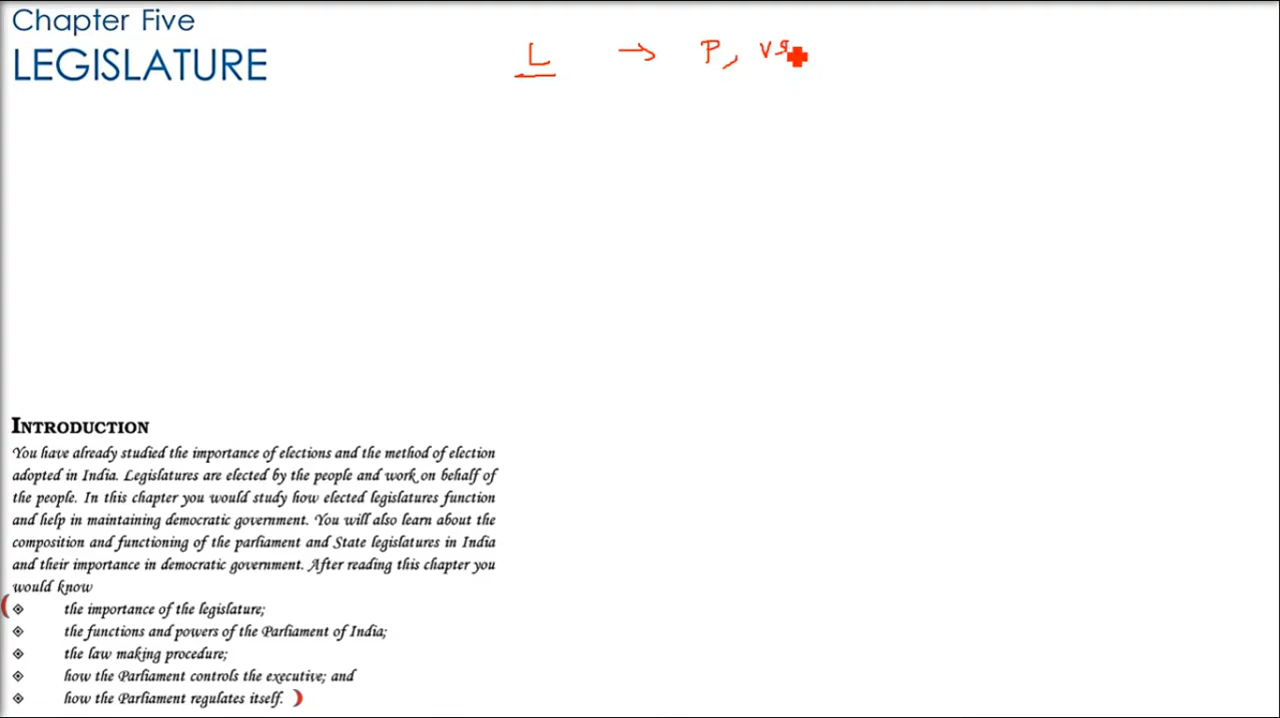 Chapter Five
LEGISLATURE
L → P, VS
INTRODUCTION
You have already studied the importance of elections and the method of election
adopted in India. Legislatures are elected by the people and work on behalf of
the people. In this chapter you would study how elected legislatures function
and help in maintaining democratic government. You will also learn about the
composition and functioning of the parliament and State legislatures in India
and their importance in democratic government. After reading this chapter you
would know
( ◈ the importance of the legislature;
◈ the functions and powers of the Parliament of India;
◈ the law making procedure;
◈ how the Parliament controls the executive; and
◈ how the Parliament regulates itself. )